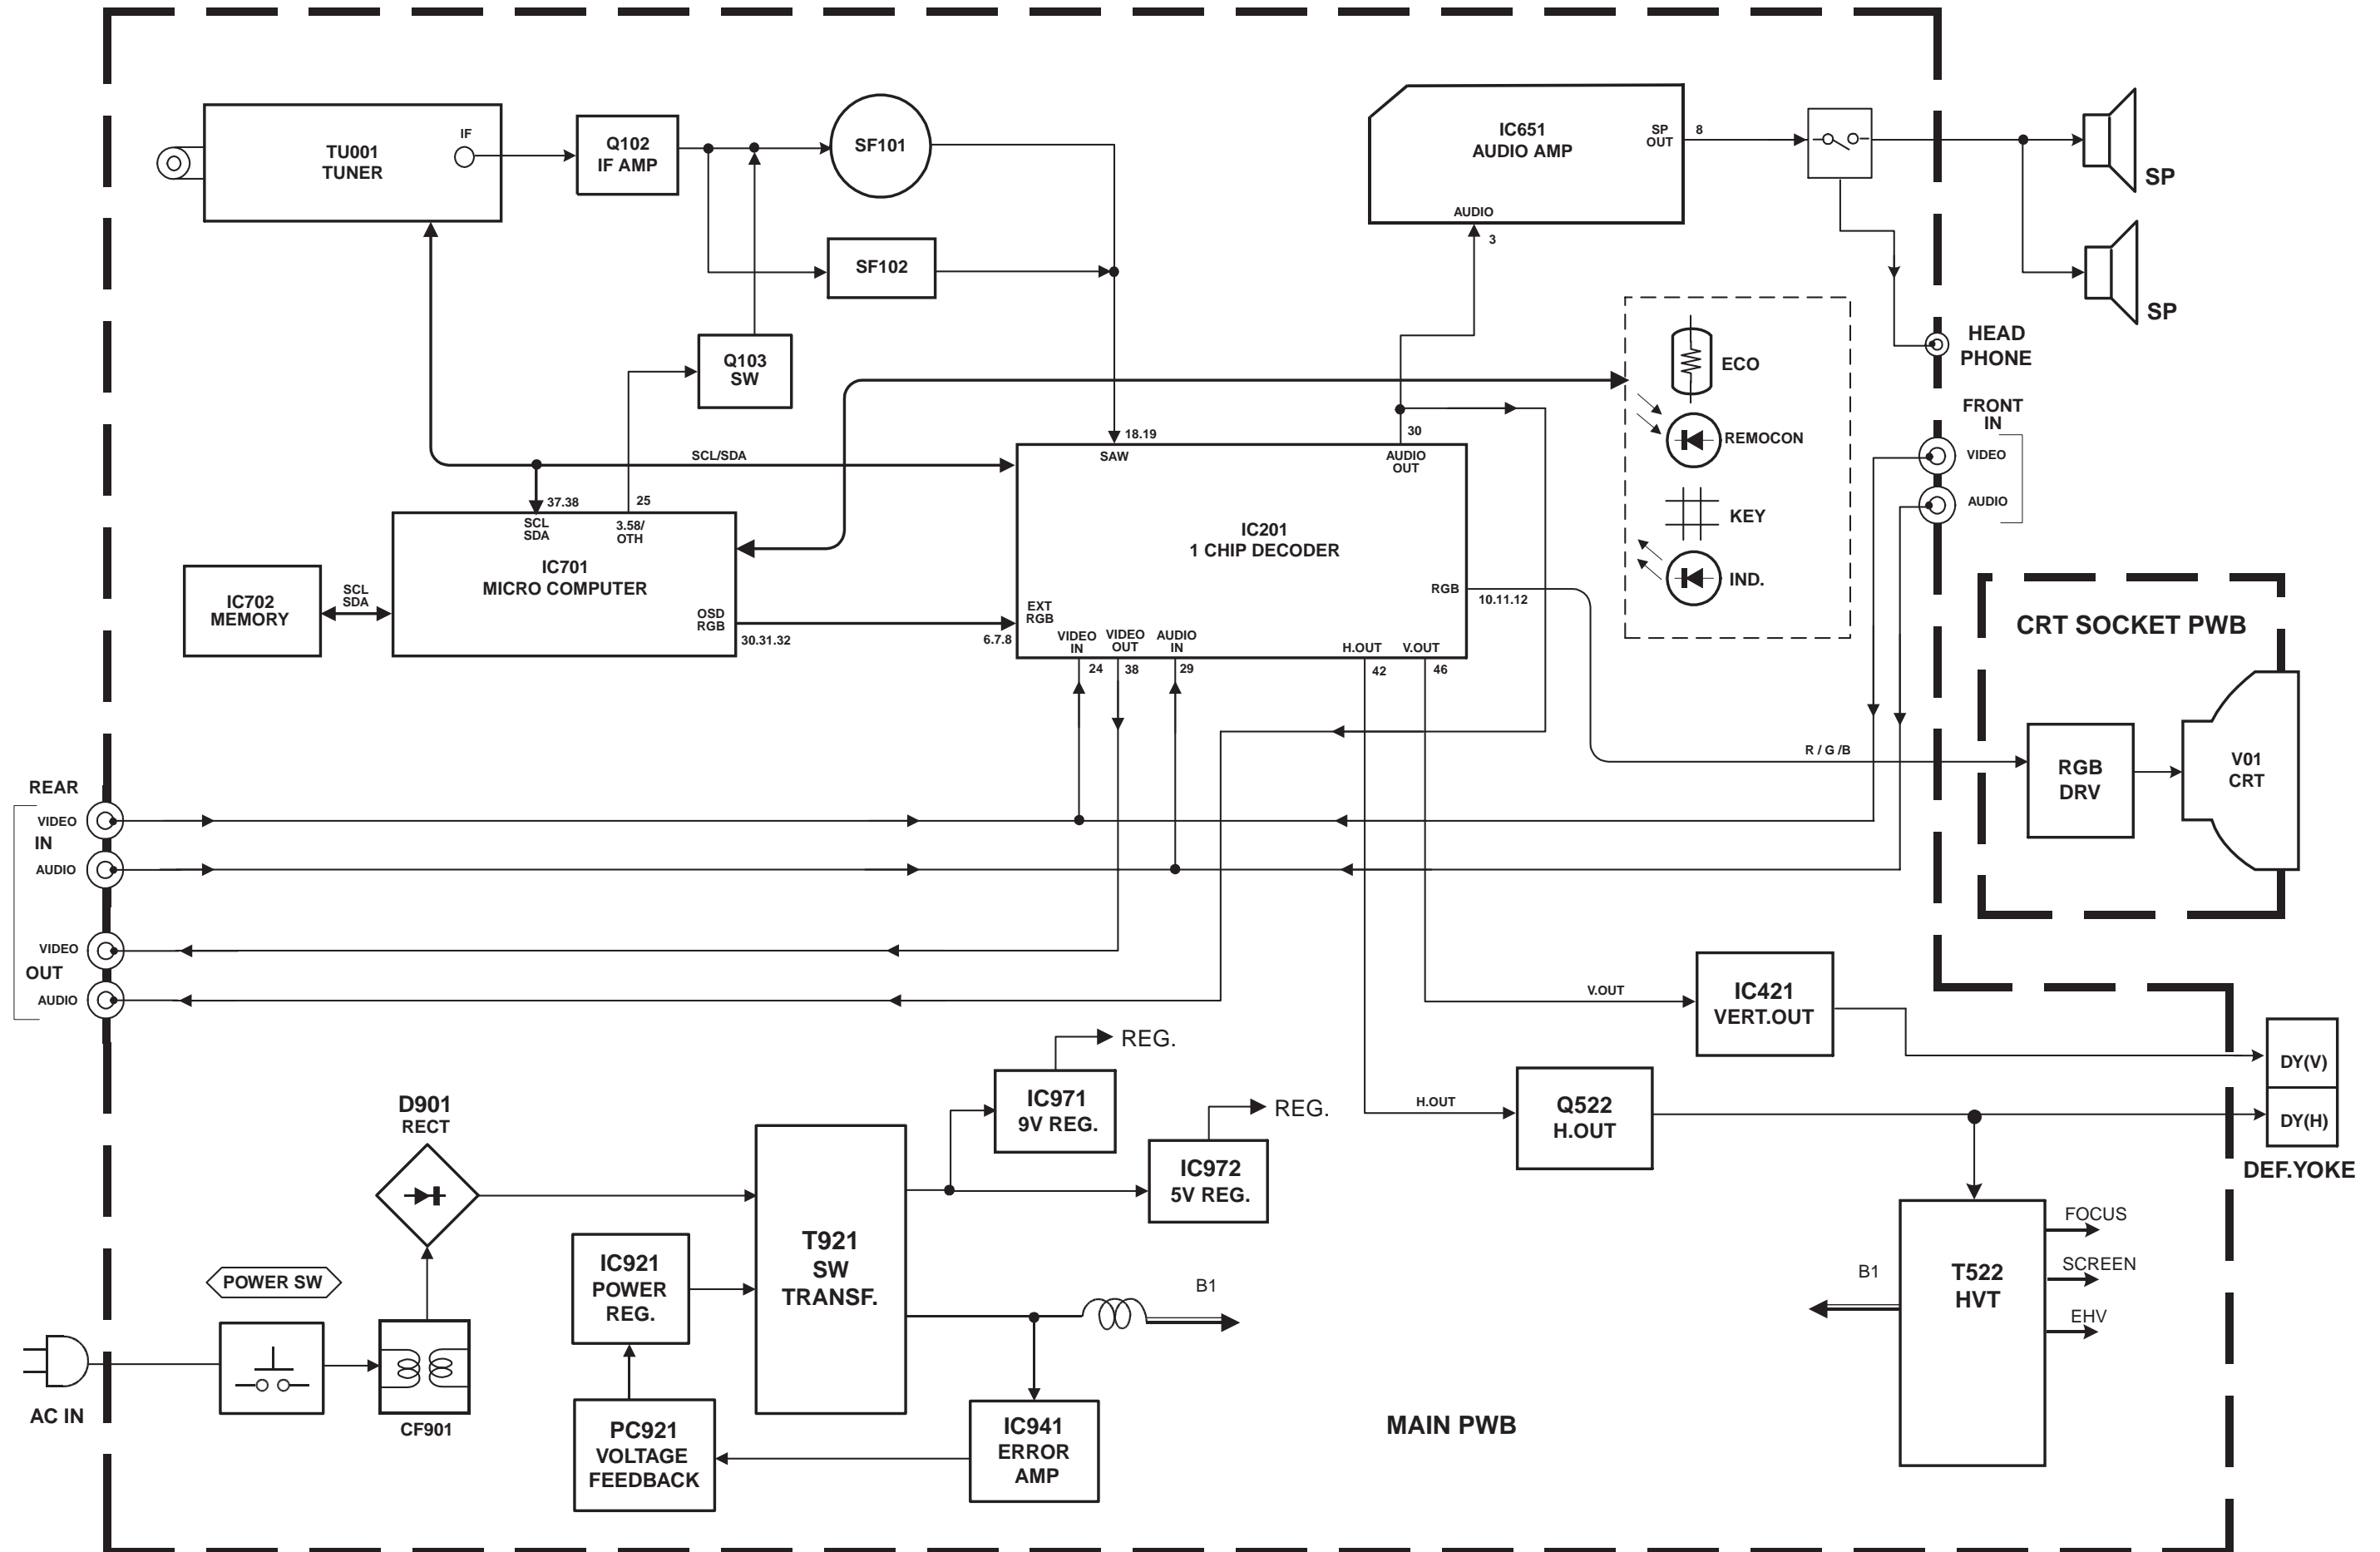 TU001
TUNER
IF
Q102
IF AMP
SF101
SF102
Q103
SW
IC651
AUDIO AMP
SP
OUT
8
AUDIO
3
SP
SP
HEAD
PHONE
FRONT
IN
VIDEO
AUDIO
ECO
REMOCON
KEY
IND.
SCL/SDA
18.19
SAW
30
AUDIO
OUT
IC201
1 CHIP DECODER
RGB
10.11.12
EXT
RGB
6.7.8
VIDEO
IN
24
VIDEO
OUT
38
AUDIO
IN
29
H.OUT
42
V.OUT
46
37.38
SCL
SDA
25
3.58/
OTH
IC701
MICRO COMPUTER
OSD
RGB
30.31.32
IC702
MEMORY
SCL
SDA
CRT SOCKET PWB
R / G /B
RGB
DRV
V01
CRT
REAR
VIDEO
IN
AUDIO
VIDEO
OUT
AUDIO
V.OUT
IC421
VERT.OUT
H.OUT
Q522
H.OUT
DY(V)
DY(H)
DEF.YOKE
T522
HVT
B1
FOCUS
SCREEN
EHV
REG.
IC971
9V REG.
REG.
IC972
5V REG.
D901
RECT
T921
SW
TRANSF.
IC921
POWER
REG.
B1
POWER SW
AC IN
CF901
PC921
VOLTAGE
FEEDBACK
IC941
ERROR
AMP
MAIN PWB